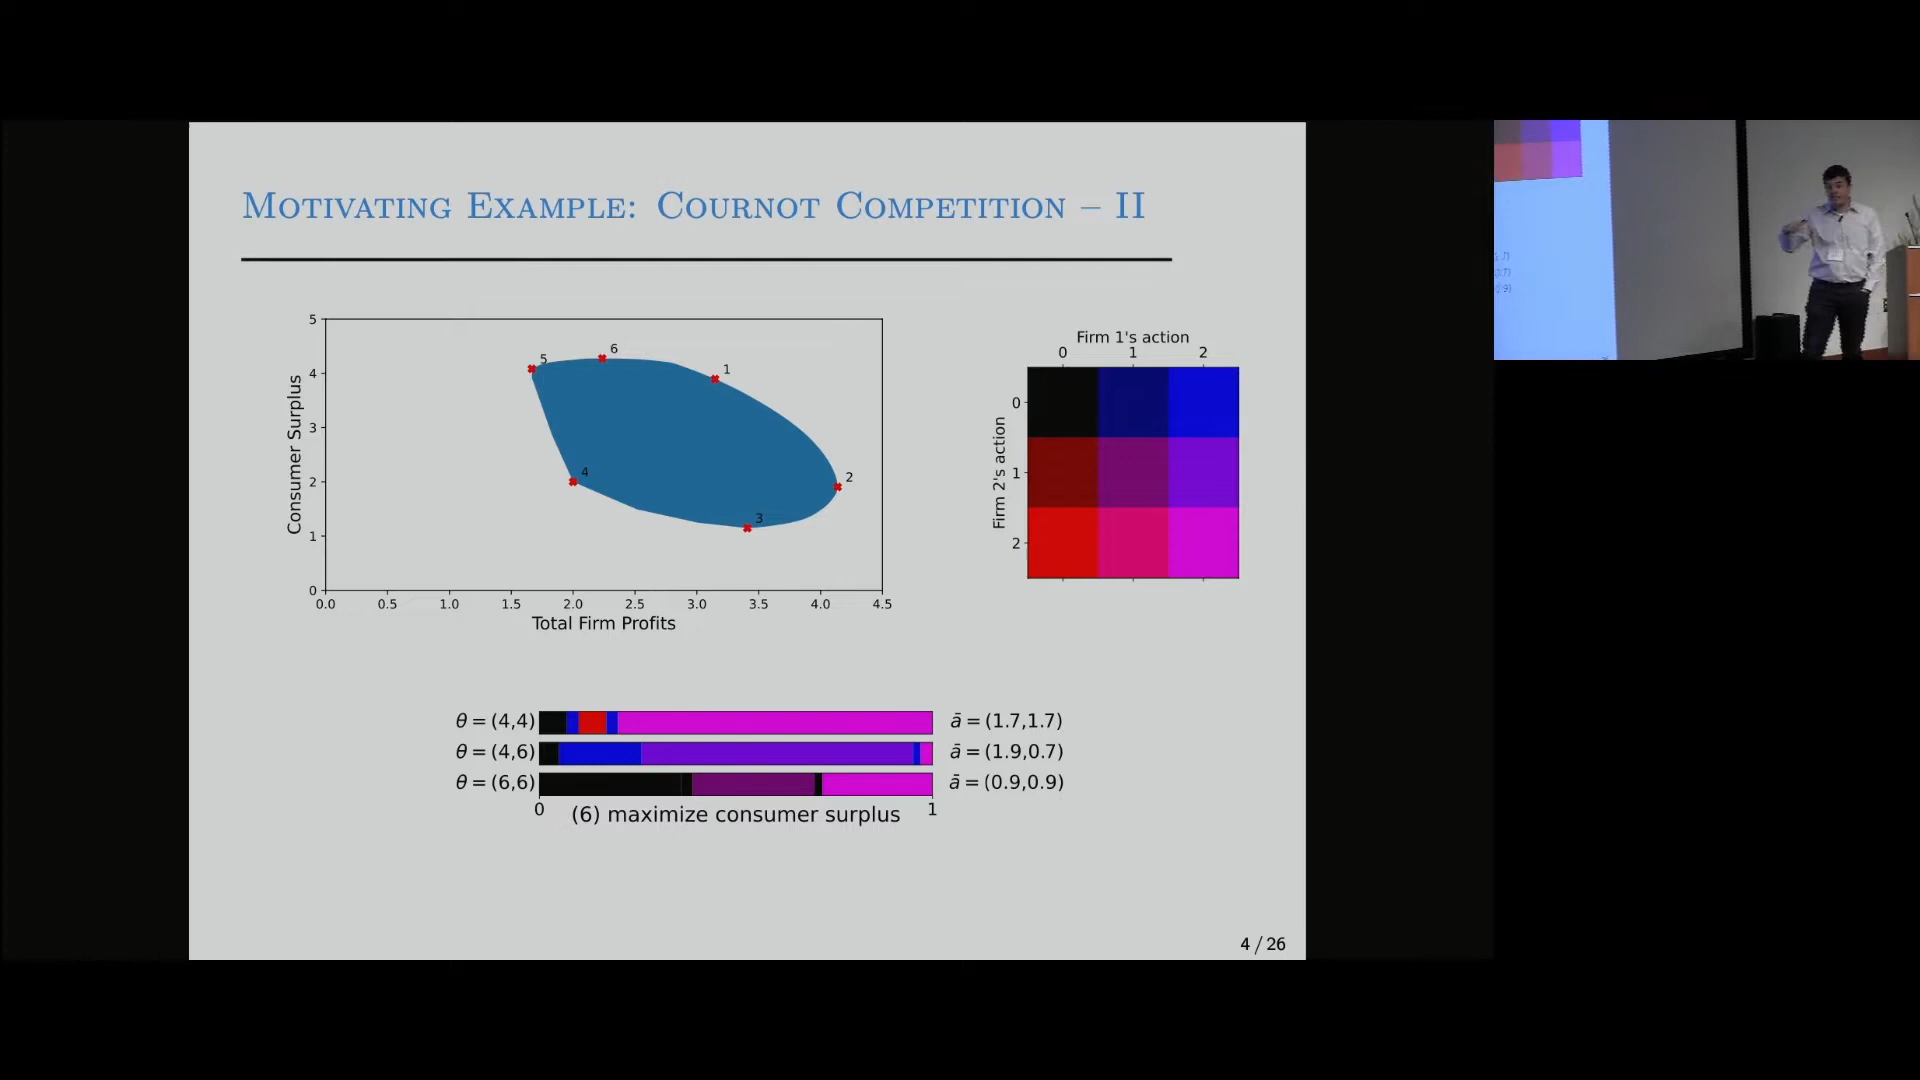 MOTIVATING EXAMPLE: COURNOT COMPETITION – II
5
4
3
2
1
0
Consumer Surplus
5
6
1
2
3
4
0.0 0.5 1.0 1.5 2.0 2.5 3.0 3.5 4.0 4.5
Total Firm Profits
Firm 1's action
0 1 2
Firm 2's action
0
1
2
θ = (4,4) ā = (1.7,1.7)
θ = (4,6) ā = (1.9,0.7)
θ = (6,6) ā = (0.9,0.9)
0 (6) maximize consumer surplus 1
4 / 26